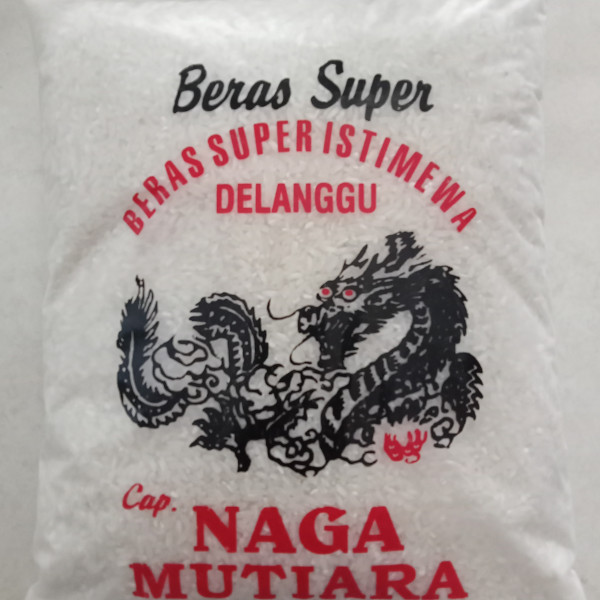 Beras Super
BERAS SUPER ISTIMEWA
DELANGGU
Cap.
NAGA
MUTIARA